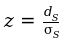 z = d_S / σ_S